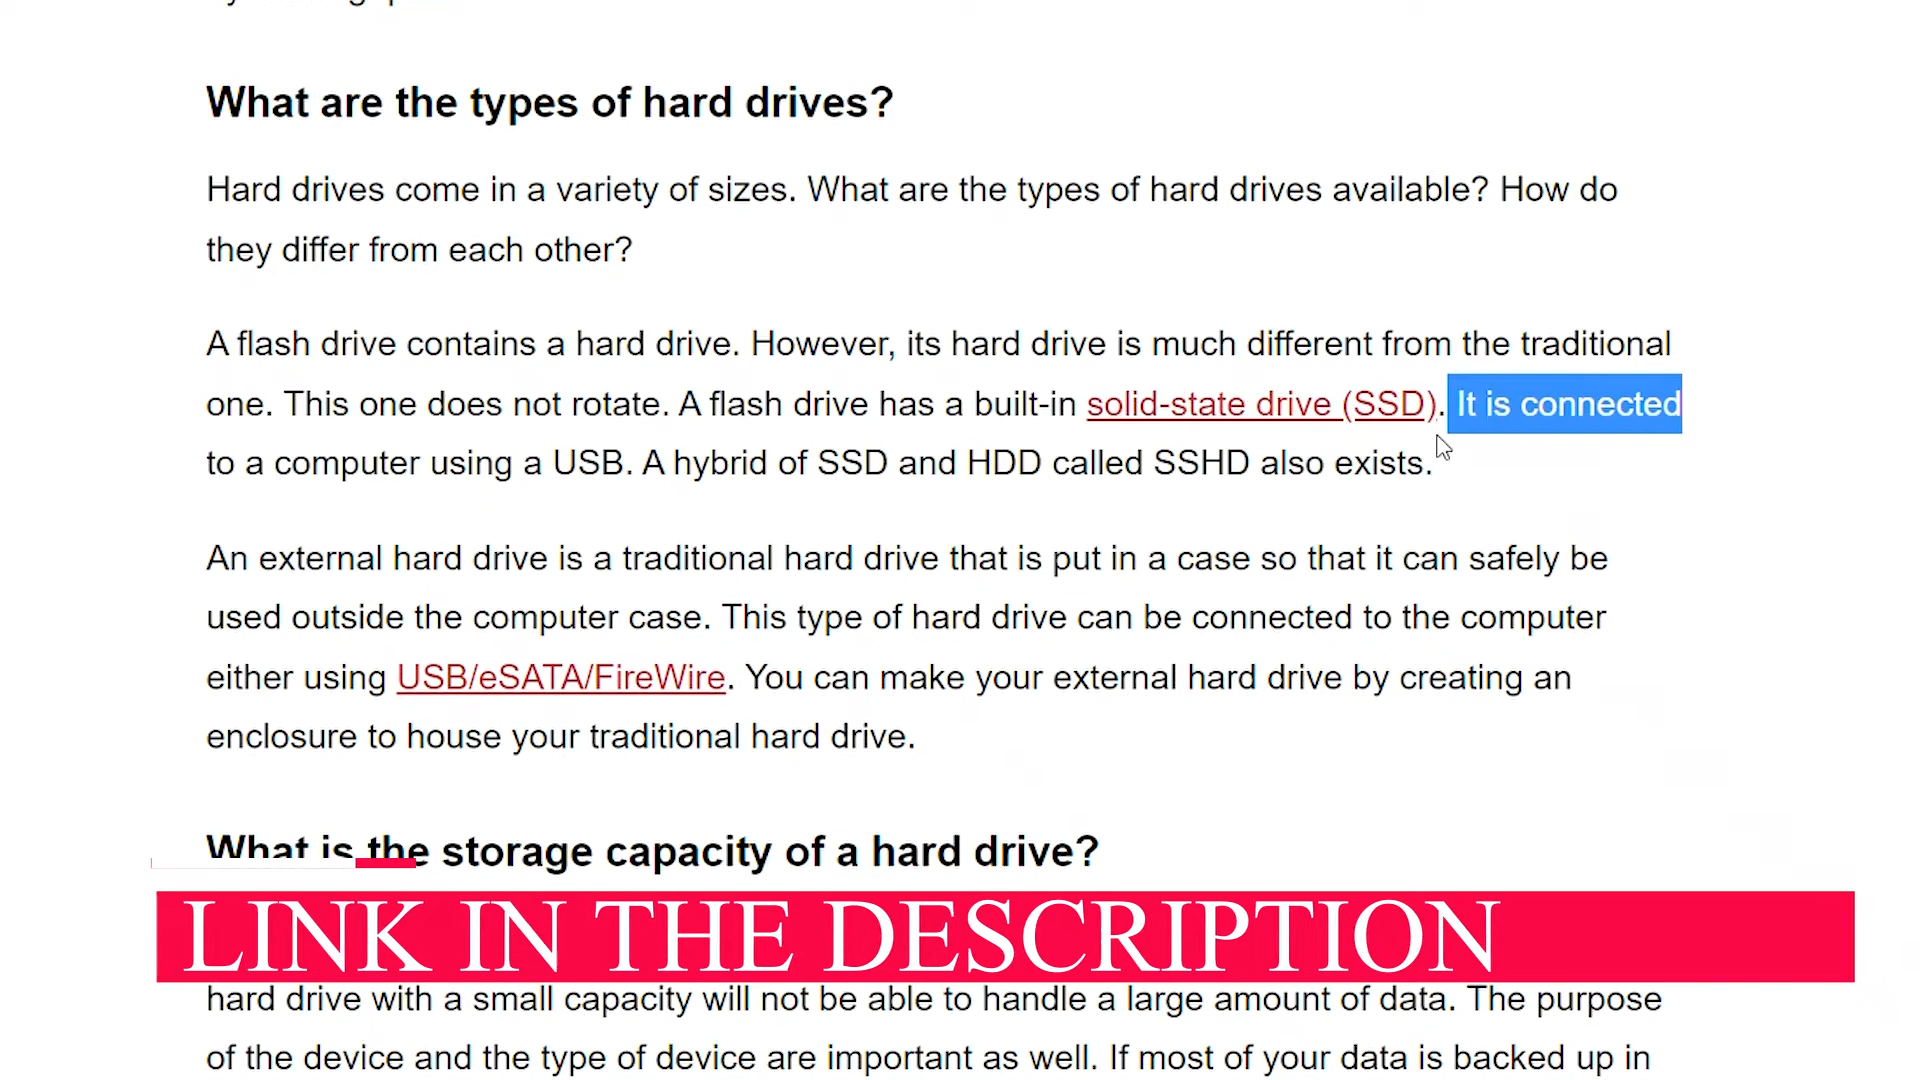 What are the types of hard drives?
Hard drives come in a variety of sizes. What are the types of hard drives available? How do
they differ from each other?
A flash drive contains a hard drive. However, its hard drive is much different from the traditional
one. This one does not rotate. A flash drive has a built-in solid-state drive (SSD). It is connected
to a computer using a USB. A hybrid of SSD and HDD called SSHD also exists.
An external hard drive is a traditional hard drive that is put in a case so that it can safely be
used outside the computer case. This type of hard drive can be connected to the computer
either using USB/eSATA/FireWire. You can make your external hard drive by creating an
enclosure to house your traditional hard drive.
What is the storage capacity of a hard drive?
LINK IN THE DESCRIPTION
hard drive with a small capacity will not be able to handle a large amount of data. The purpose
of the device and the type of device are important as well. If most of your data is backed up in